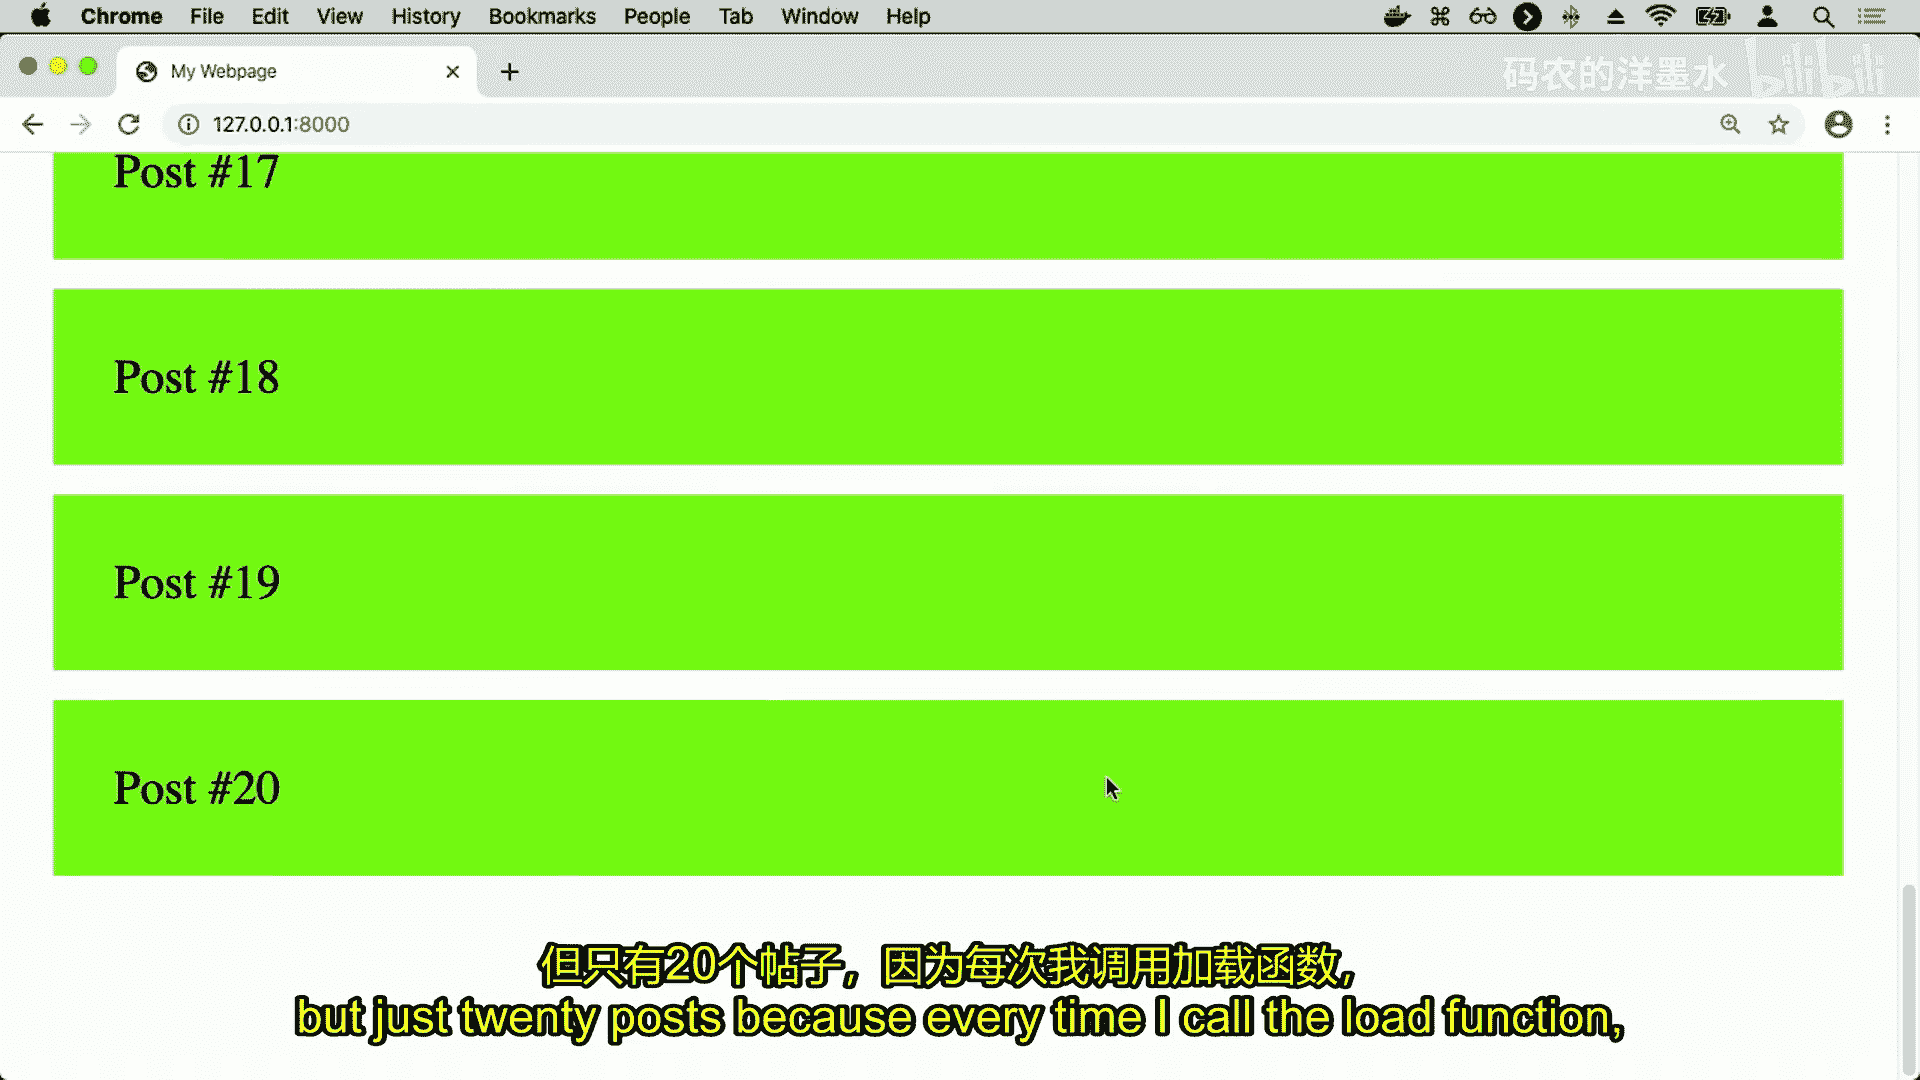 Chrome File Edit View History Bookmarks People Tab Window Help
My Webpage
码农的洋墨水 bilibili
127.0.0.1:8000
Post #17
Post #18
Post #19
Post #20
但只有20个帖子，因为每次我调用加载函数，
but just twenty posts because every time I call the load function,